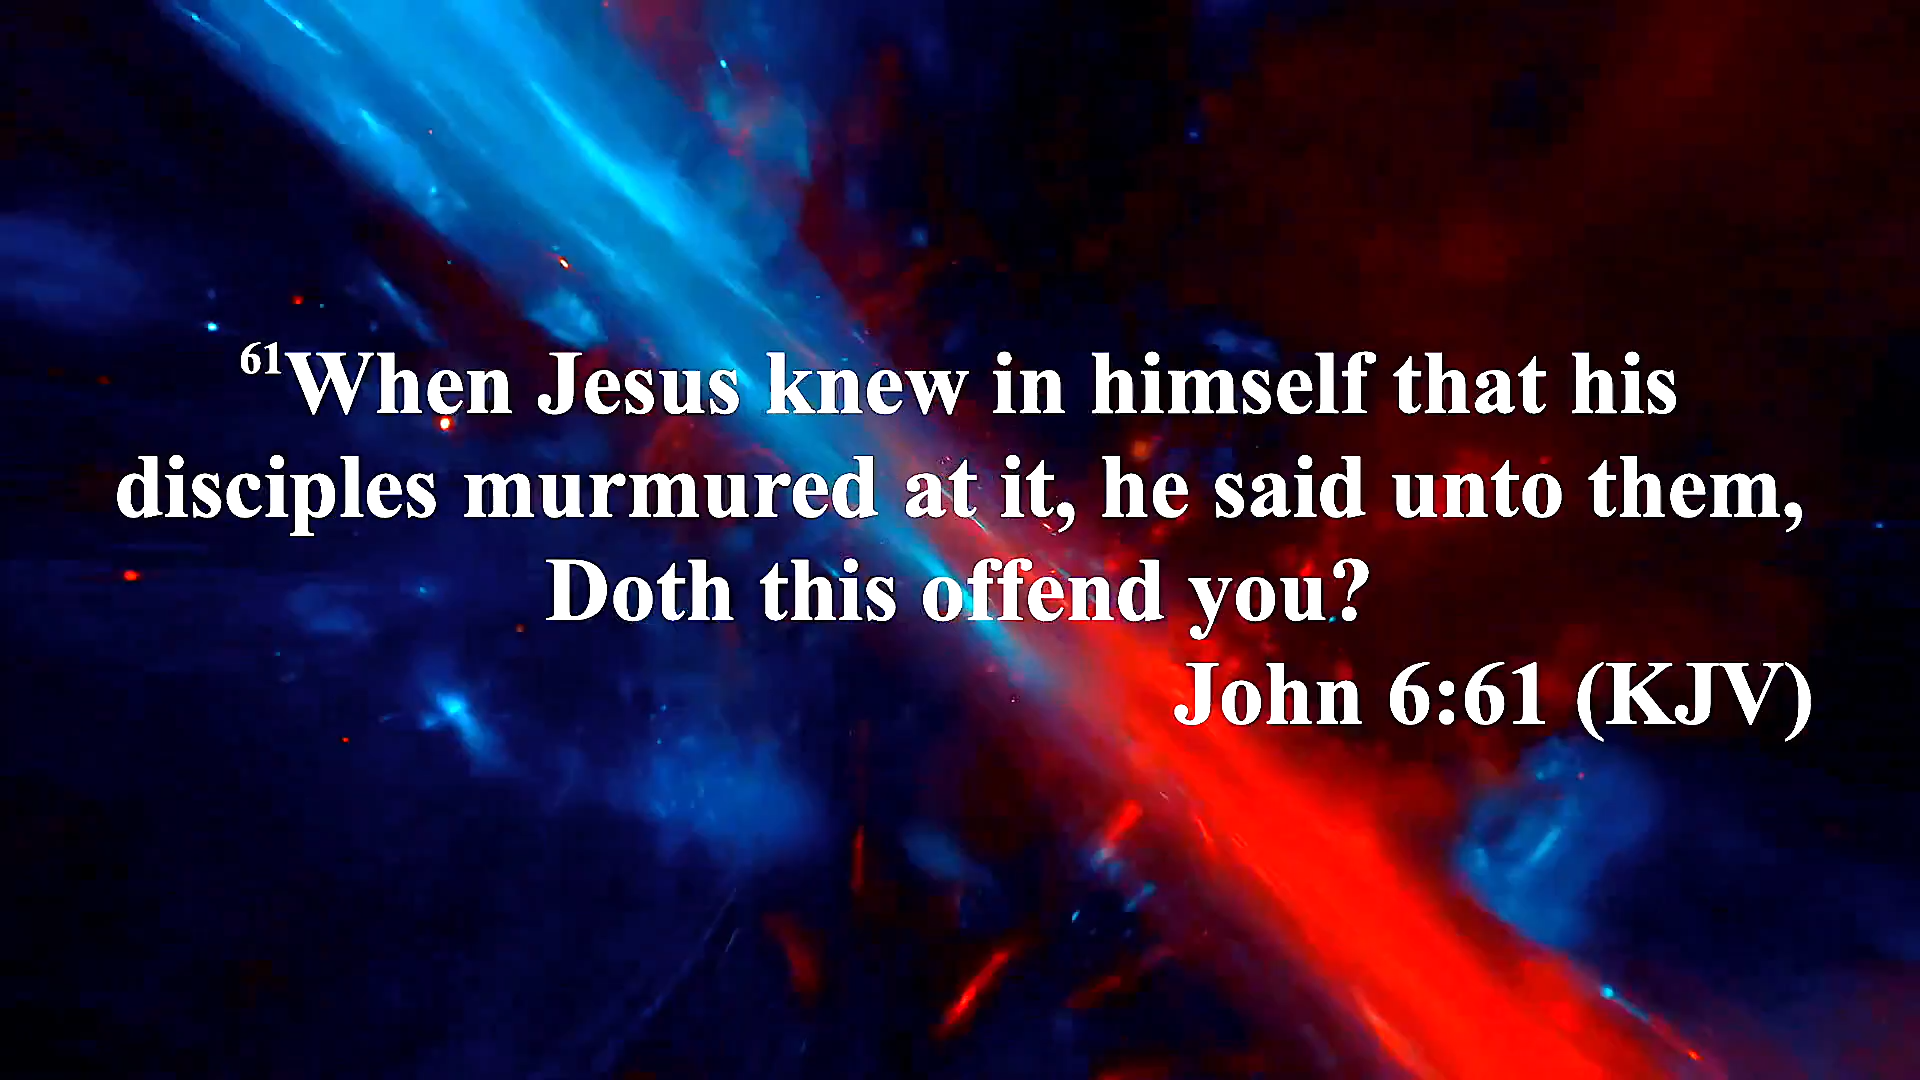 61When Jesus knew in himself that his
disciples murmured at it, he said unto them,
Doth this offend you?
John 6:61 (KJV)